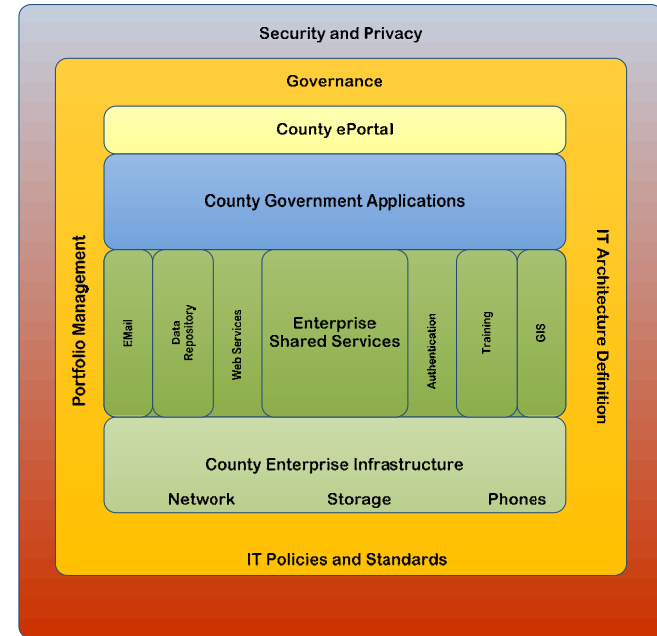 Security and Privacy
Governance
County ePortal
County Government Applications
Portfolio Management
EMail
Data
Repository
Web Services
Enterprise
Shared Services
Authentication
Training
GIS
IT Architecture Definition
County Enterprise Infrastructure
Network Storage Phones
IT Policies and Standards